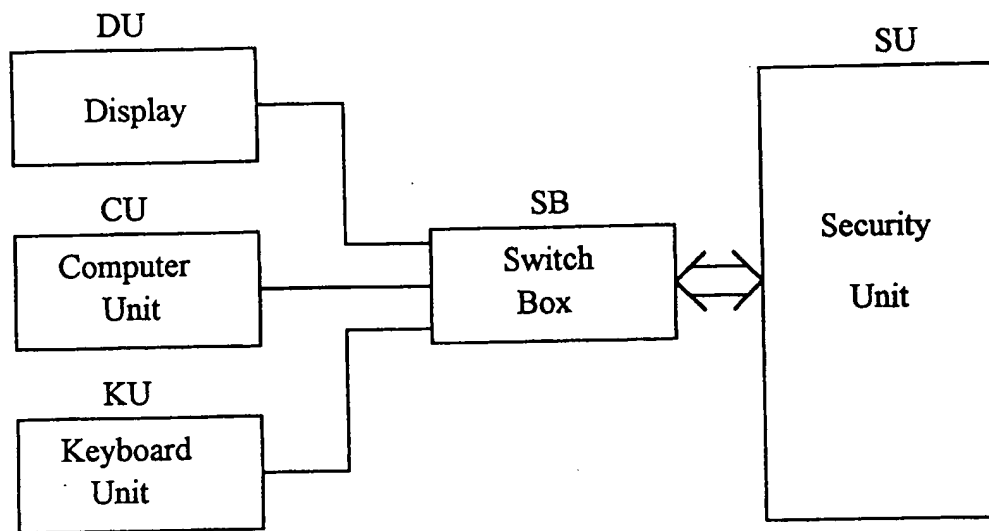 DU
Display
CU
Computer
Unit
KU
Keyboard
Unit
SB
Switch
Box
SU
Security
Unit